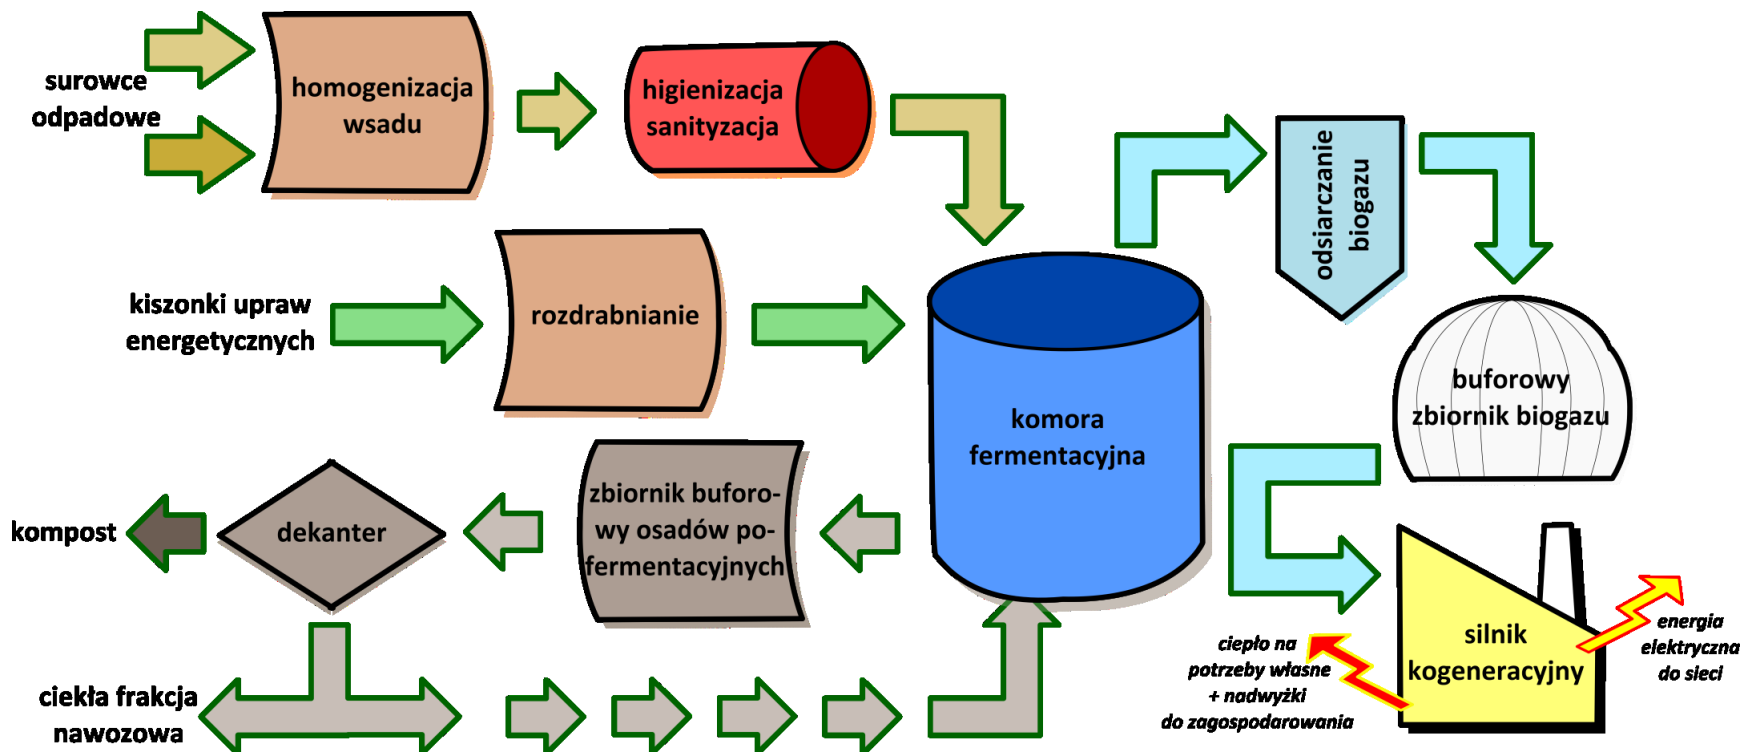 surowce
odpadowe
homogenizacja
wsadu
higienizacja
sanityzacja
odsiarczanie
biogazu
kiszonki upraw
energetycznych
rozdrabnianie
komora
fermentacyjna
buforowy
zbiornik biogazu
kompost
dekanter
zbiornik buforo-
wy osadów po-
fermentacyjnych
ciekła frakcja
nawozowa
silnik
kogeneracyjny
ciepło na
potrzeby własne
+ nadwyżki
do zagospodarowania
energia
elektryczna
do sieci